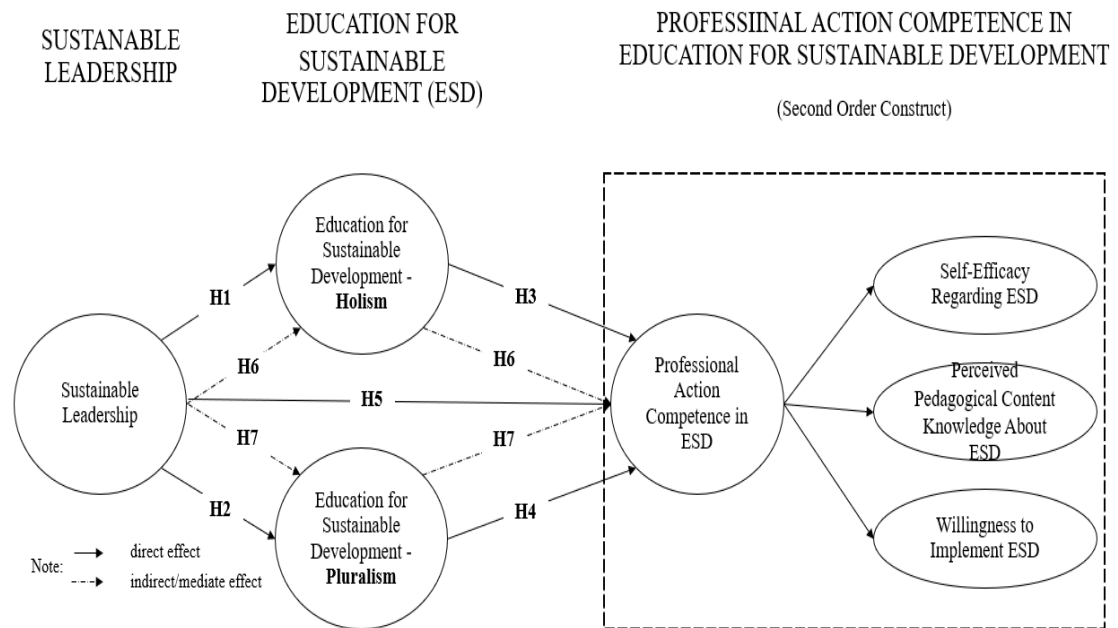 SUSTANABLE
LEADERSHIP
EDUCATION FOR
SUSTAINABLE
DEVELOPMENT (ESD)
PROFESSIINAL ACTION COMPETENCE IN
EDUCATION FOR SUSTAINABLE DEVELOPMENT
(Second Order Construct)
Education for
Sustainable
Development -
Holism
H1
H3
H6
H6
Sustainable
Leadership
H5
Professional
Action
Competence in
ESD
Self-Efficacy
Regarding ESD
Perceived
Pedagogical Content
Knowledge About
ESD
Willingness to
Implement ESD
H7
H7
H2
H4
Education for
Sustainable
Development -
Pluralism
Note:
direct effect
indirect/mediate effect